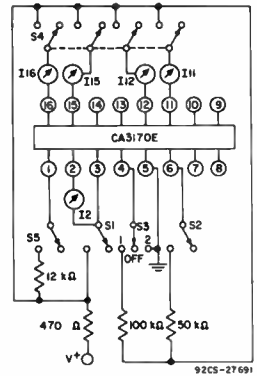 S4
I16 I15 I12 I11
16 15 14 13 12 11 10 9
CA3170E
1 2 3 4 5 6 7 8
I2 S1 S3 S2
S5 1 2
OFF
12 kΩ
470 Ω 100 kΩ 50 kΩ
V+
92CS-27691